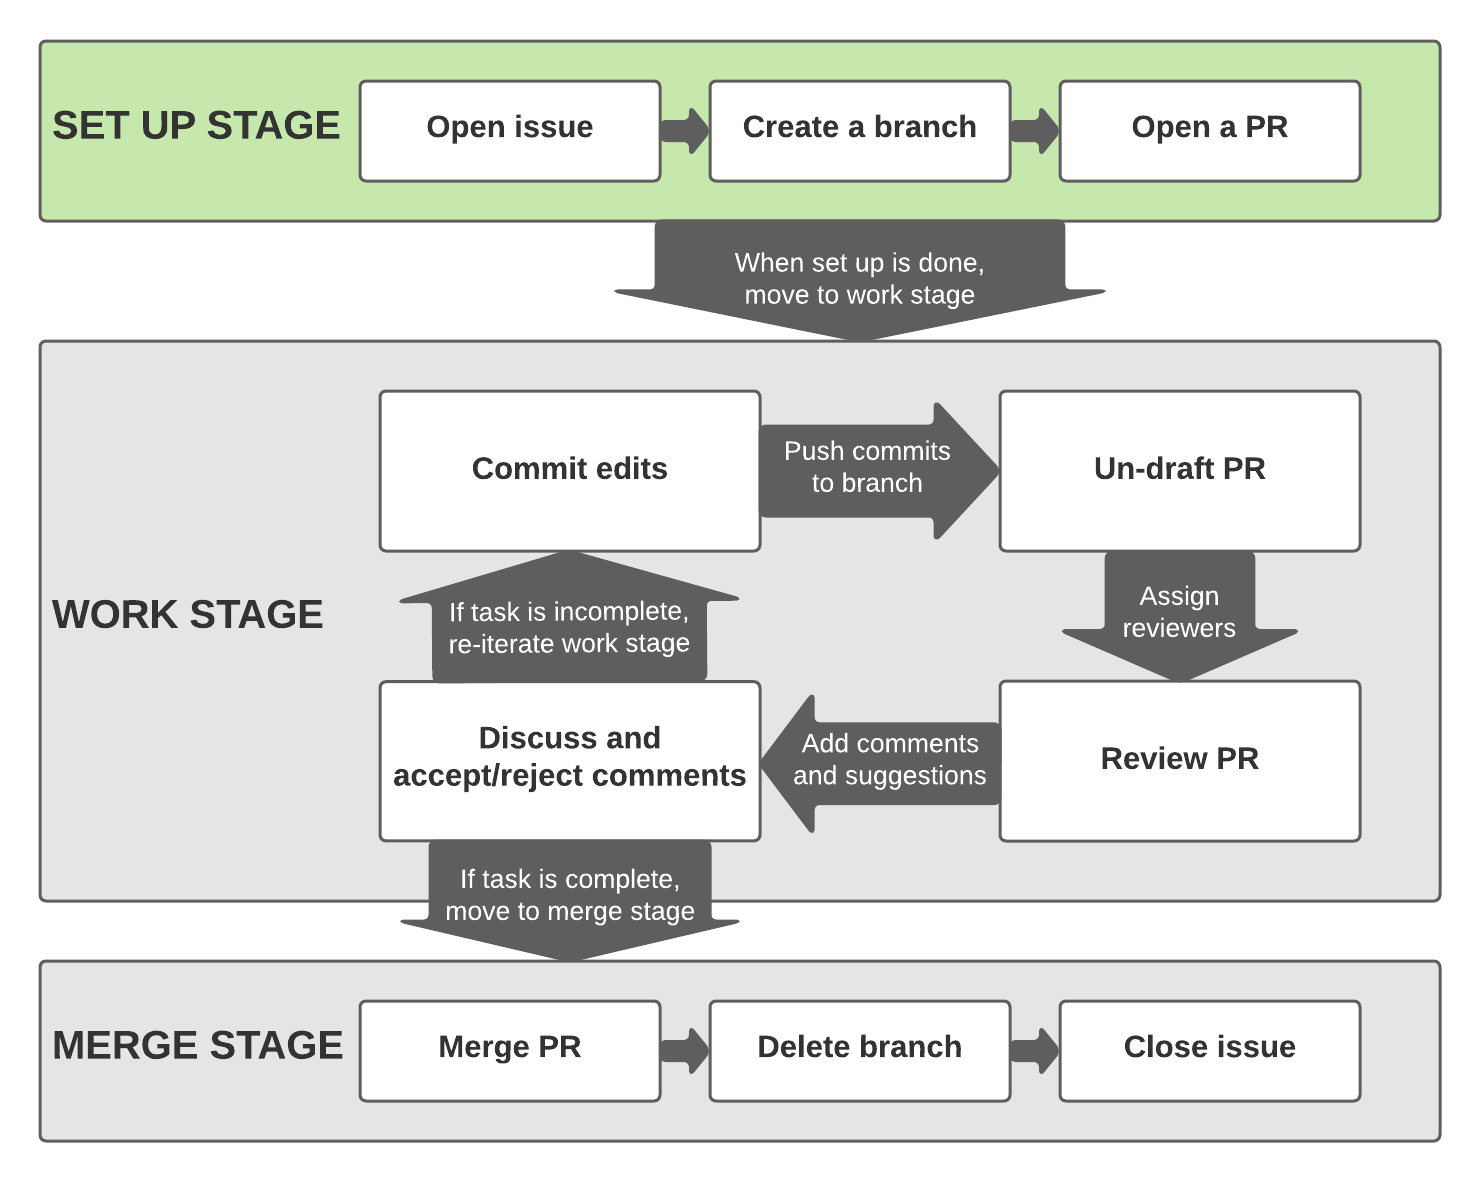 SET UP STAGE
Open issue
Create a branch
Open a PR
When set up is done,
move to work stage
WORK STAGE
Commit edits
Push commits
to branch
Un-draft PR
Assign
reviewers
Review PR
Add comments
and suggestions
Discuss and
accept/reject comments
If task is incomplete,
re-iterate work stage
If task is complete,
move to merge stage
MERGE STAGE
Merge PR
Delete branch
Close issue